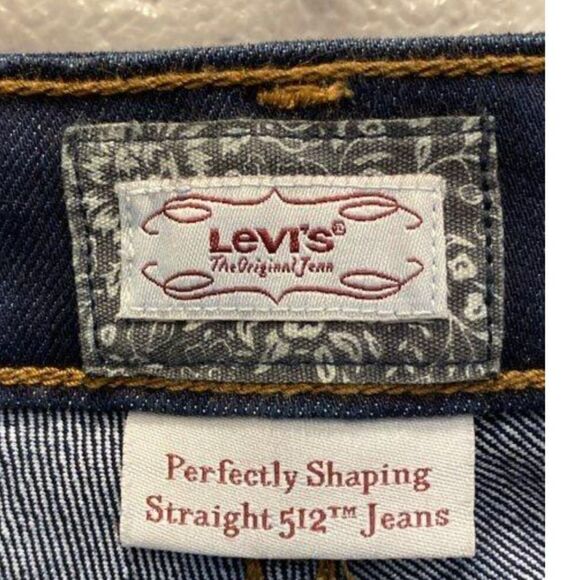 Levi's®
The Original Jean
Perfectly Shaping
Straight 512™ Jeans